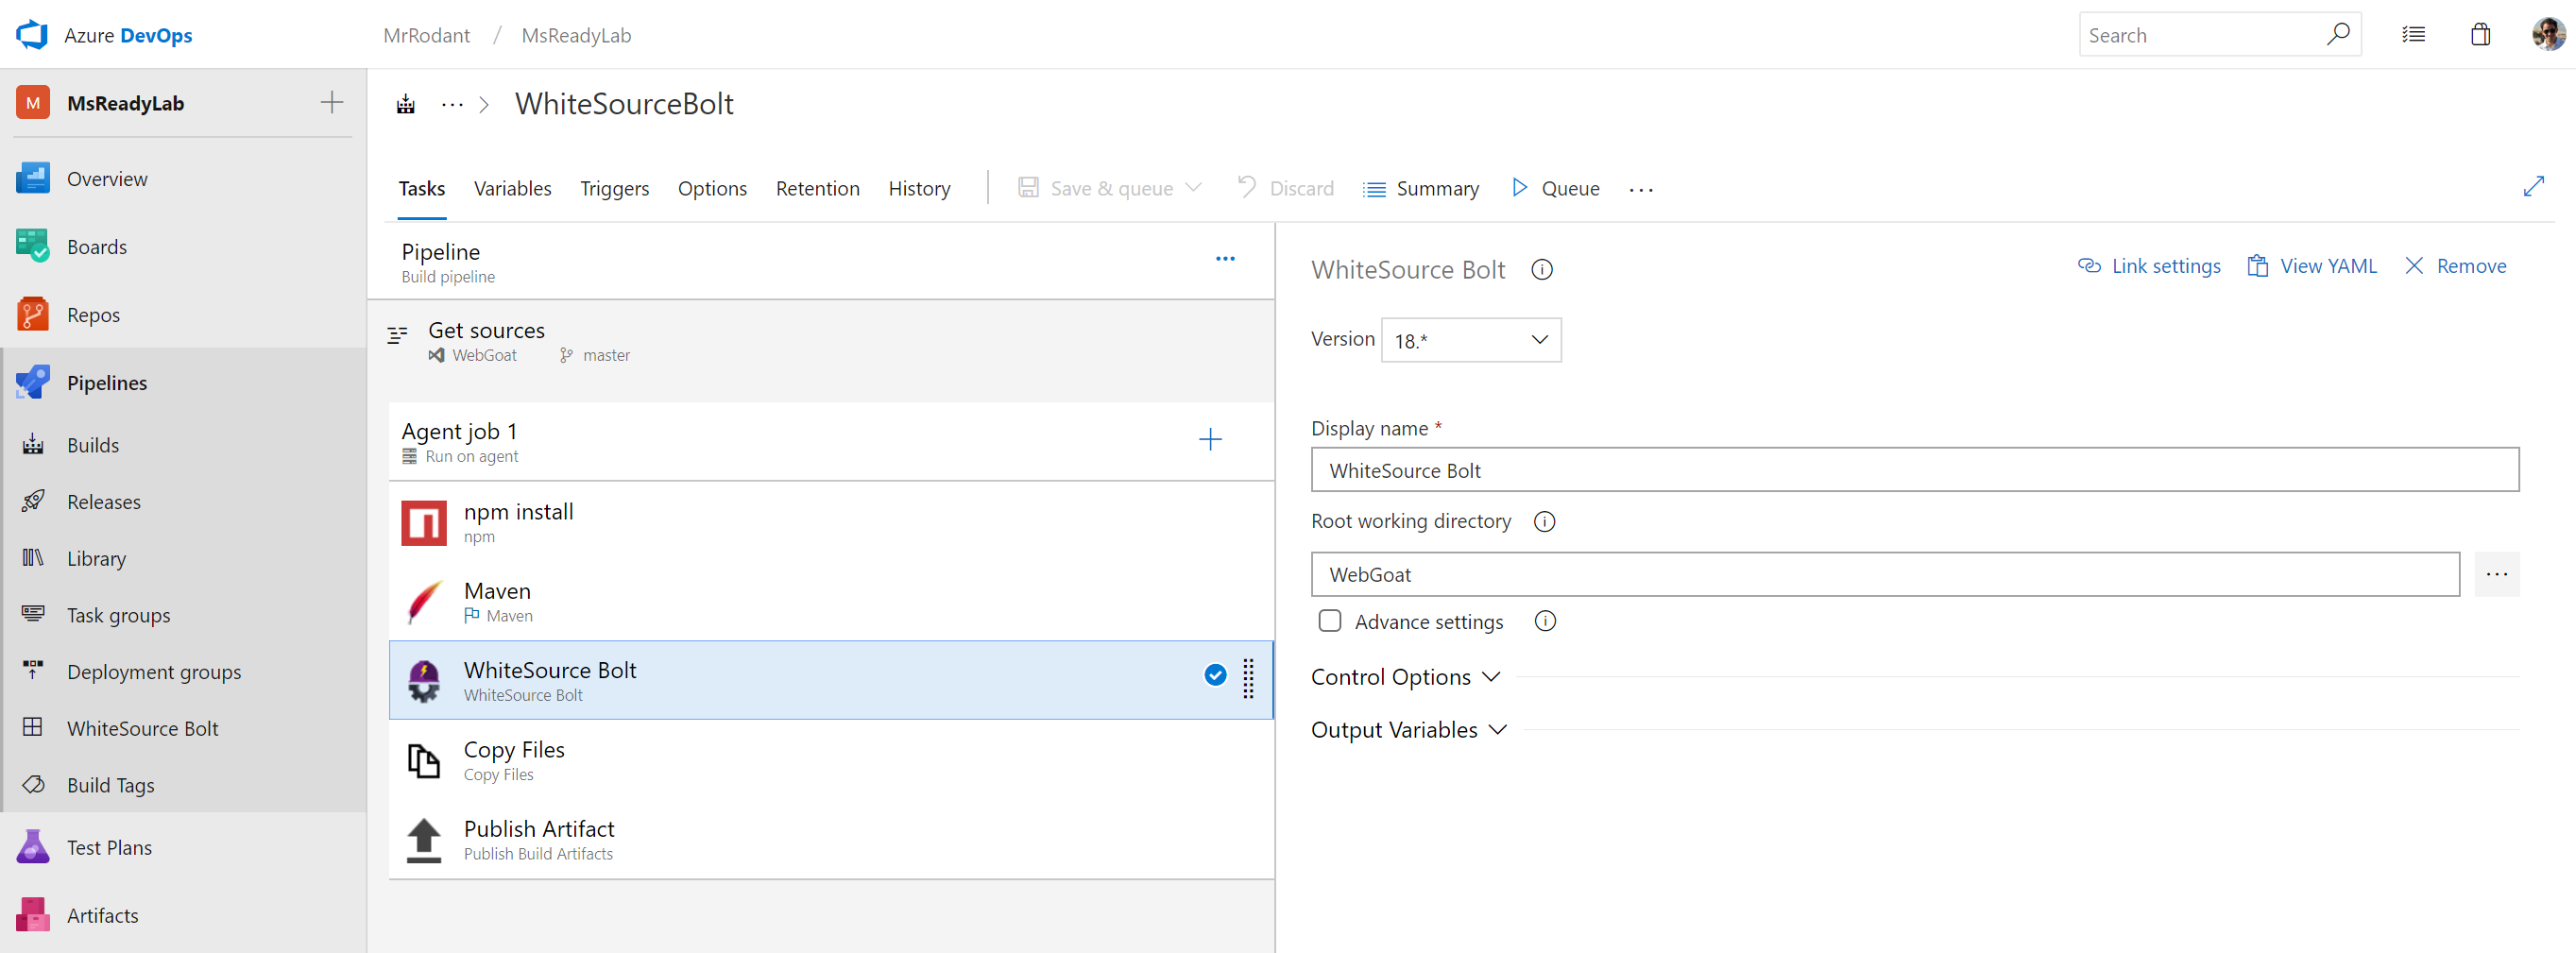 Azure DevOps
MrRodant / MsReadyLab
Search
M MsReadyLab
Overview
Boards
Repos
Pipelines
Builds
Releases
Library
Task groups
Deployment groups
WhiteSource Bolt
Build Tags
Test Plans
Artifacts
... > WhiteSourceBolt
Tasks Variables Triggers Options Retention History Save & queue Discard Summary Queue ...
Pipeline ...
Build pipeline
Get sources
WebGoat master
Agent job 1
Run on agent
npm install
npm
Maven
Maven
WhiteSource Bolt
WhiteSource Bolt
Copy Files
Copy Files
Publish Artifact
Publish Build Artifacts
WhiteSource Bolt
Link settings View YAML Remove
Version 18.*
Display name *
WhiteSource Bolt
Root working directory
WebGoat ...
Advance settings
Control Options
Output Variables